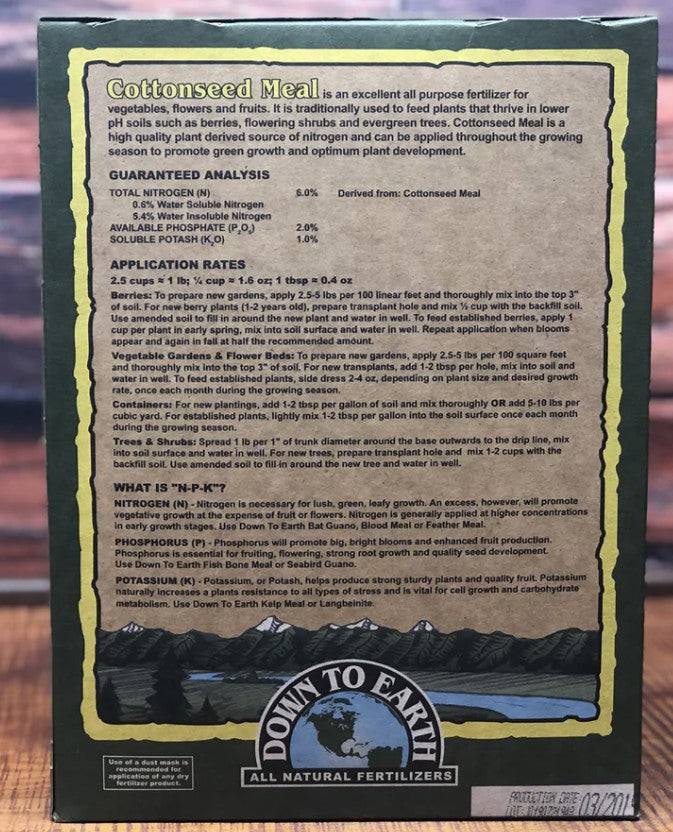 Cottonseed Meal is an excellent all purpose fertilizer for
vegetables, flowers and fruits. It is traditionally used to feed plants that thrive in lower
pH soils such as berries, flowering shrubs and evergreen trees. Cottonseed Meal is a
high quality plant derived source of nitrogen and can be applied throughout the growing
season to promote green growth and optimum plant development.
GUARANTEED ANALYSIS
TOTAL NITROGEN (N) 6.0% Derived from: Cottonseed Meal
0.6% Water Soluble Nitrogen
5.4% Water Insoluble Nitrogen
AVAILABLE PHOSPHATE (P₂O₅) 2.0%
SOLUBLE POTASH (K₂O) 1.0%
APPLICATION RATES
2.5 cups ≈ 1 lb; ¼ cup ≈ 1.6 oz; 1 tbsp ≈ 0.4 oz
Berries: To prepare new gardens, apply 2.5-5 lbs per 100 linear feet and thoroughly mix into the top 3"
of soil. For new berry plants (1-2 years old), prepare transplant hole and mix ½ cup with the backfill soil.
Use amended soil to fill in around the new plant and water in well. To feed established berries, apply 1
cup per plant in early spring, mix into soil surface and water in well. Repeat application when blooms
appear and again in fall at half the recommended amount.
Vegetable Gardens & Flower Beds: To prepare new gardens, apply 2.5-5 lbs per 100 square feet
and thoroughly mix into the top 3" of soil. For new transplants, add 1-2 tbsp per hole, mix into soil and
water in well. To feed established plants, side dress 2-4 oz, depending on plant size and desired growth
rate, once each month during the growing season.
Containers: For new plantings, add 1-2 tbsp per gallon of soil and mix thoroughly OR add 5-10 lbs per
cubic yard. For established plants, lightly mix 1-2 tbsp per gallon into the soil surface once each month
during the growing season.
Trees & Shrubs: Spread 1 lb per 1" of trunk diameter around the base outwards to the drip line, mix
into soil surface and water in well. For new trees, prepare transplant hole and mix 1-2 cups with the
backfill soil. Use amended soil to fill in around the new tree and water in well.
WHAT IS "N-P-K"?
NITROGEN (N) - Nitrogen is necessary for lush, green, leafy growth. An excess, however, will promote
vegetative growth at the expense of fruit or flowers. Nitrogen is generally applied at higher concentrations
in early growth stages. Use Down To Earth Bat Guano, Blood Meal or Feather Meal.
PHOSPHORUS (P) - Phosphorus will promote big, bright blooms and enhanced fruit production.
Phosphorus is essential for fruiting, flowering, strong root growth and quality seed development.
Use Down To Earth Fish Bone Meal or Seabird Guano.
POTASSIUM (K) - Potassium, or Potash, helps produce strong sturdy plants and quality fruit. Potassium
naturally increases a plants resistance to all types of stress and is vital for cell growth and carbohydrate
metabolism. Use Down To Earth Kelp Meal or Langbeinite.
DOWN TO EARTH
ALL NATURAL FERTILIZERS
Use of a dust mask is
recommended for
application of any dry
fertilizer product.
PRODUCTION DATE 03/201
LOT: